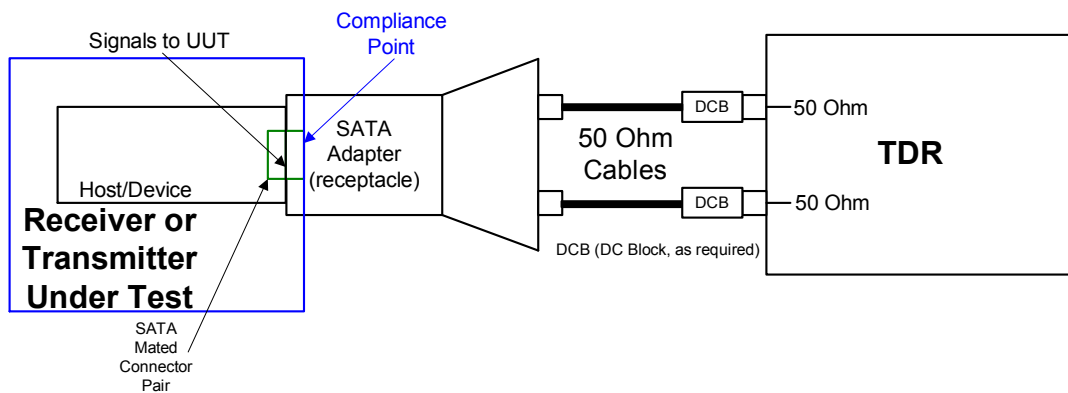 Signals to UUT
Compliance
Point
SATA
Adapter
(receptacle)
Host/Device
Receiver or
Transmitter
Under Test
SATA
Mated
Connector
Pair
50 Ohm
Cables
DCB
DCB
DCB (DC Block, as required)
50 Ohm
TDR
50 Ohm